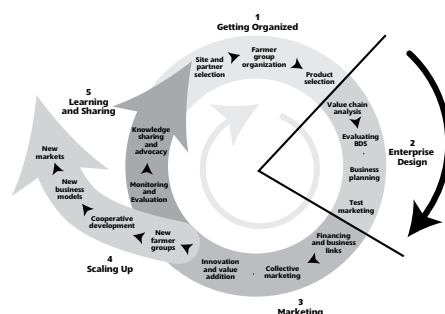 1
Getting Organized
Site and
partner
selection
Farmer
group
organization
Product
selection
Value chain
analysis
Evaluating
BDS
Business
planning
Test
marketing
2
Enterprise
Design
Financing
and business
links
Collective
marketing
Innovation
and value
addition
3
Marketing
New
farmer
groups
Cooperative
development
New
business
models
New
markets
4
Scaling Up
Monitoring
and
Evaluation
Knowledge
sharing
and
advocacy
5
Learning
and Sharing